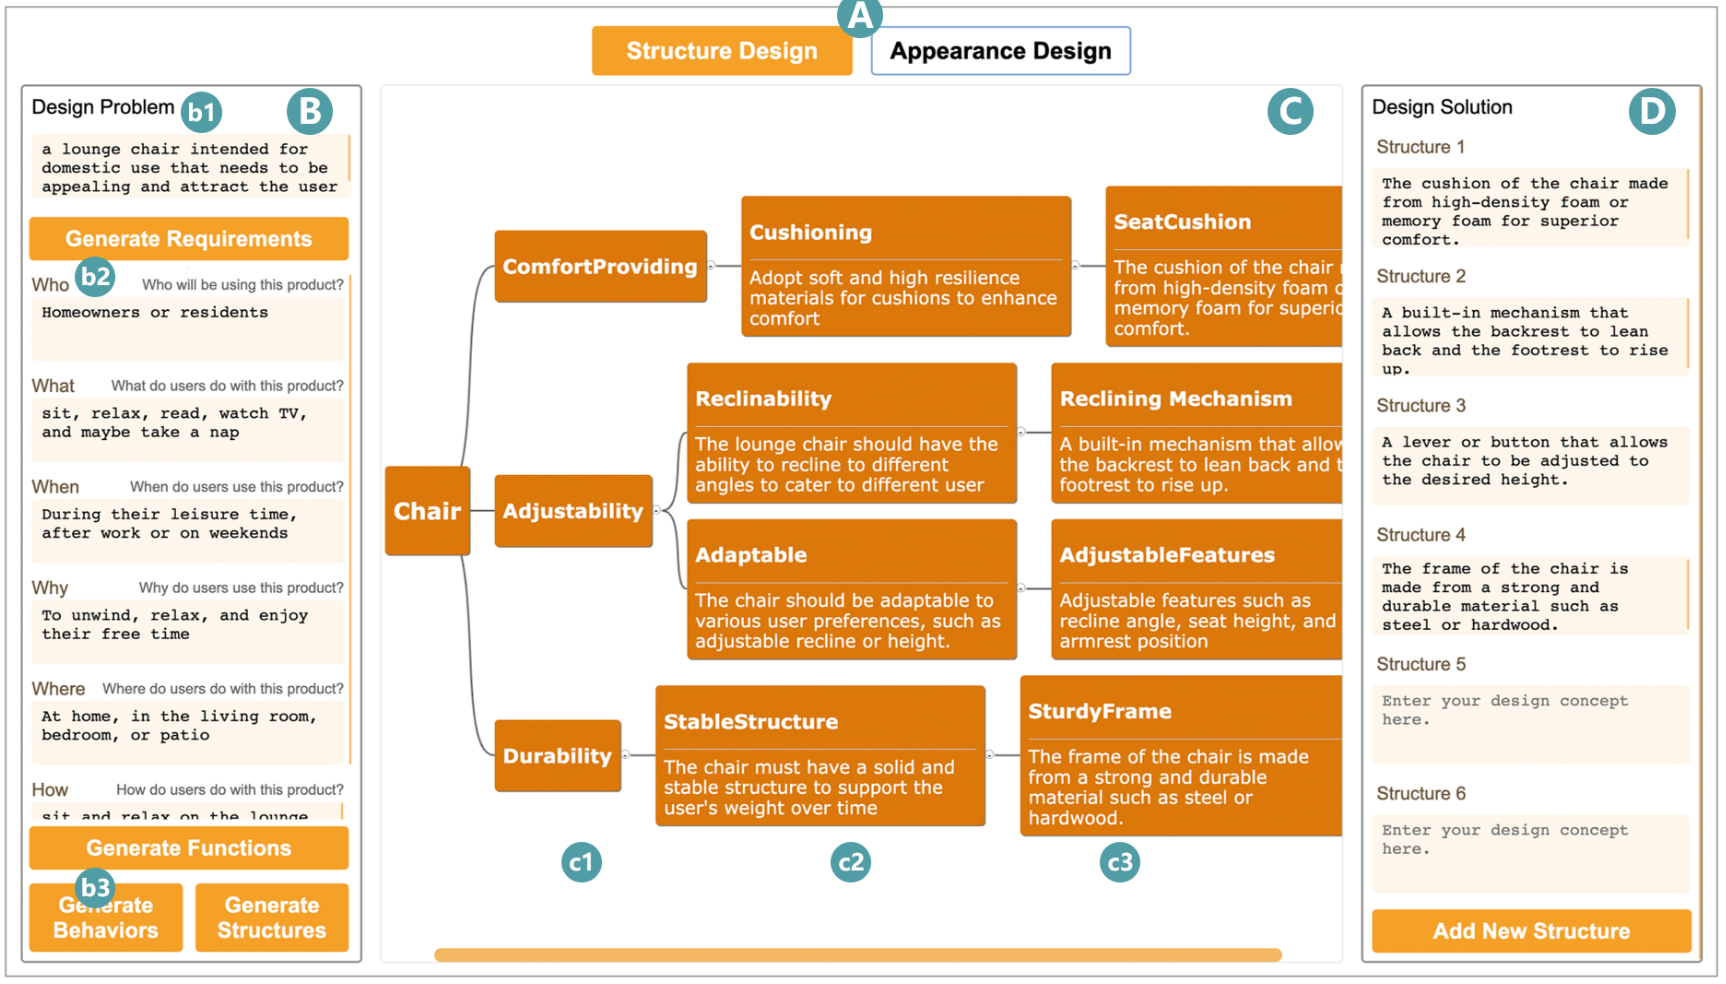 A
Structure Design
Appearance Design
Design Problem
b1
B
a lounge chair intended for
domestic use that needs to be
appealing and attract the user
Generate Requirements
b2
Who
Who will be using this product?
Homeowners or residents
What
What do users do with this product?
sit, relax, read, watch TV,
and maybe take a nap
When
When do users use this product?
During their leisure time,
after work or on weekends
Why
Why do users use this product?
To unwind, relax, and enjoy
their free time
Where
Where do users do with this product?
At home, in the living room,
bedroom, or patio
How
How do users do with this product?
sit and relax on the lounge
Generate Functions
b3
Generate
Behaviors
Generate
Structures
C
Chair
ComfortProviding
Cushioning
Adopt soft and high resilience
materials for cushions to enhance
comfort
SeatCushion
The cushion of the chair
from high-density foam
memory foam for superio
comfort.
Adjustability
Reclinability
The lounge chair should have the
ability to recline to different
angles to cater to different user
Reclining Mechanism
A built-in mechanism that allow
the backrest to lean back and t
footrest to rise up.
Adaptable
The chair should be adaptable to
various user preferences, such as
adjustable recline or height.
AdjustableFeatures
Adjustable features such as
recline angle, seat height, and
armrest position
Durability
StableStructure
The chair must have a solid and
stable structure to support the
user's weight over time
SturdyFrame
The frame of the chair is made
from a strong and durable
material such as steel or
hardwood.
c1
c2
c3
Design Solution
D
Structure 1
The cushion of the chair made
from high-density foam or
memory foam for superior
comfort.
Structure 2
A built-in mechanism that
allows the backrest to lean
back and the footrest to rise
up.
Structure 3
A lever or button that allows
the chair to be adjusted to
the desired height.
Structure 4
The frame of the chair is
made from a strong and
durable material such as
steel or hardwood.
Structure 5
Enter your design concept
here.
Structure 6
Enter your design concept
here.
Add New Structure